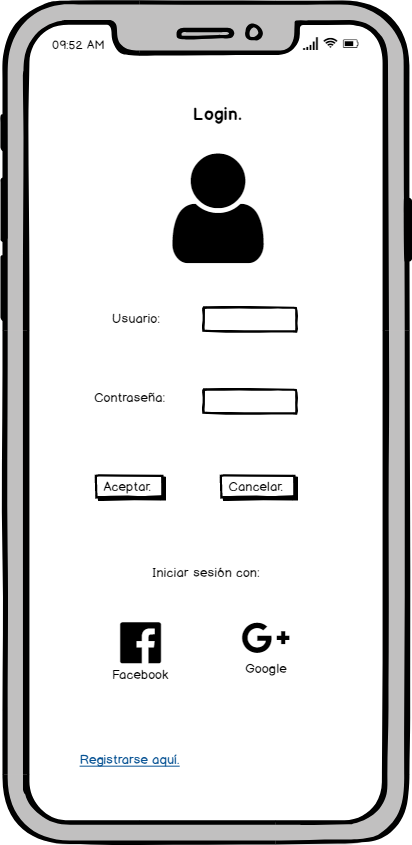 09:52 AM
Login.
Usuario:
Contraseña:
Aceptar. Cancelar.
Iniciar sesión con:
f G+
Facebook Google
Registrarse aquí.